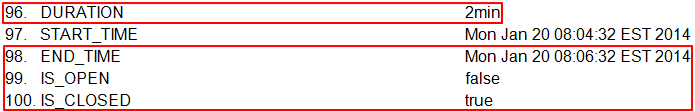 96. DURATION 2min
97. START_TIME Mon Jan 20 08:04:32 EST 2014
98. END_TIME Mon Jan 20 08:06:32 EST 2014
99. IS_OPEN false
100. IS_CLOSED true